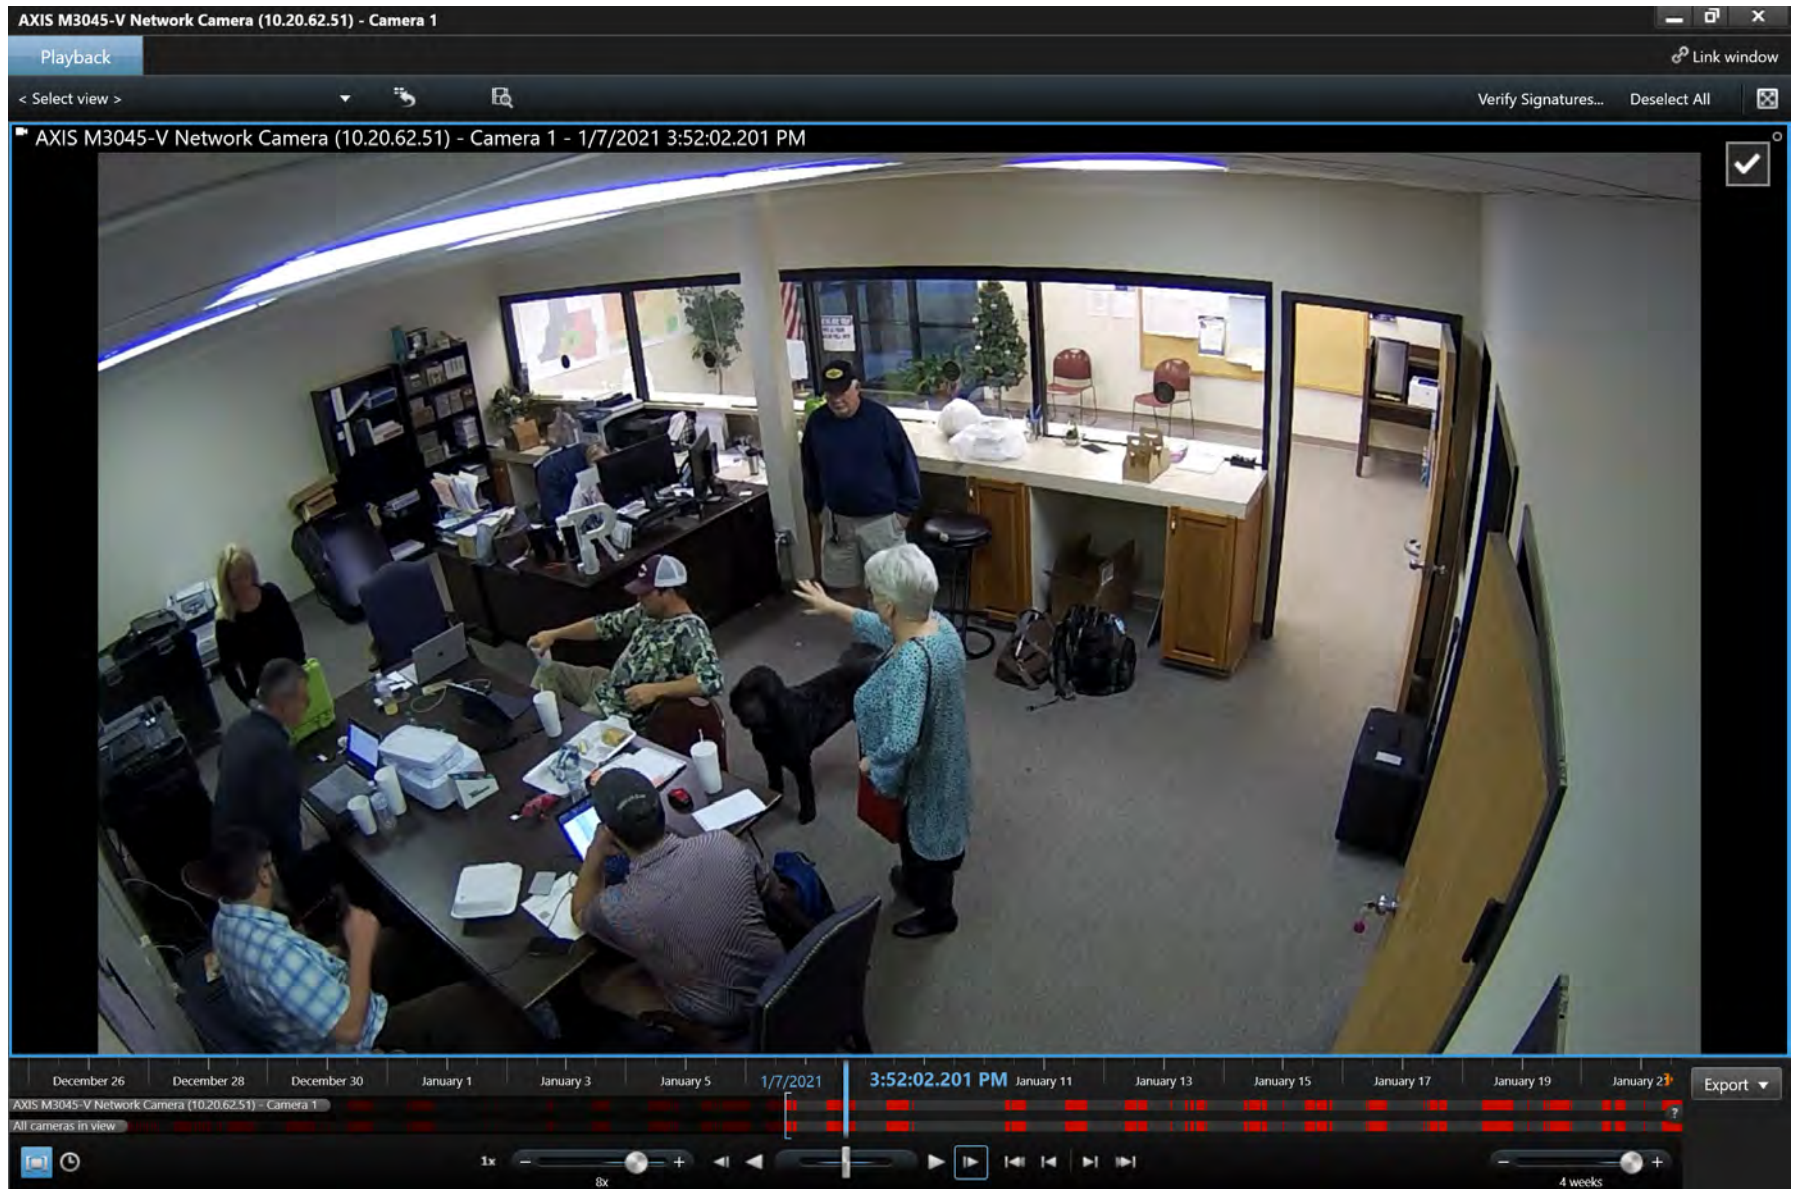 AXIS M3045-V Network Camera (10.20.62.51) - Camera 1
Playback
Link window
< Select view >
Verify Signatures...
Deselect All
AXIS M3045-V Network Camera (10.20.62.51) - Camera 1 - 1/7/2021 3:52:02.201 PM
R
December 26
December 28
December 30
January 1
January 3
January 5
1/7/2021
3:52:02.201 PM
January 11
January 13
January 15
January 17
January 19
January 21
Export
AXIS M3045-V Network Camera (10.20.62.51) - Camera 1
?
All cameras in view
1x
8x
4 weeks